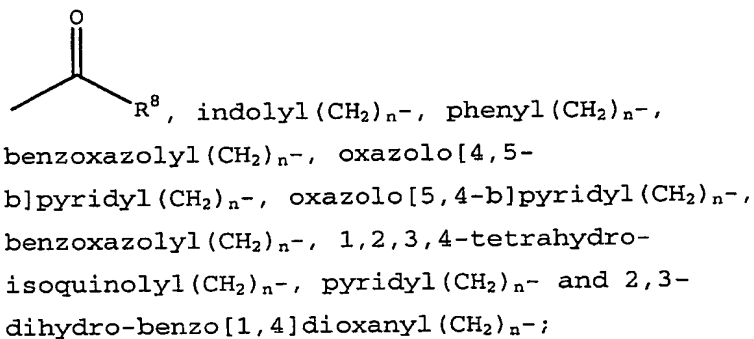 O
R⁸, indolyl(CH₂)ₙ-, phenyl(CH₂)ₙ-,
benzoxazolyl(CH₂)ₙ-, oxazolo[4,5-
b]pyridyl(CH₂)ₙ-, oxazolo[5,4-b]pyridyl(CH₂)ₙ-,
benzoxazolyl(CH₂)ₙ-, 1,2,3,4-tetrahydro-
isoquinolyl(CH₂)ₙ-, pyridyl(CH₂)ₙ- and 2,3-
dihydro-benzo[1,4]dioxanyl(CH₂)ₙ-;